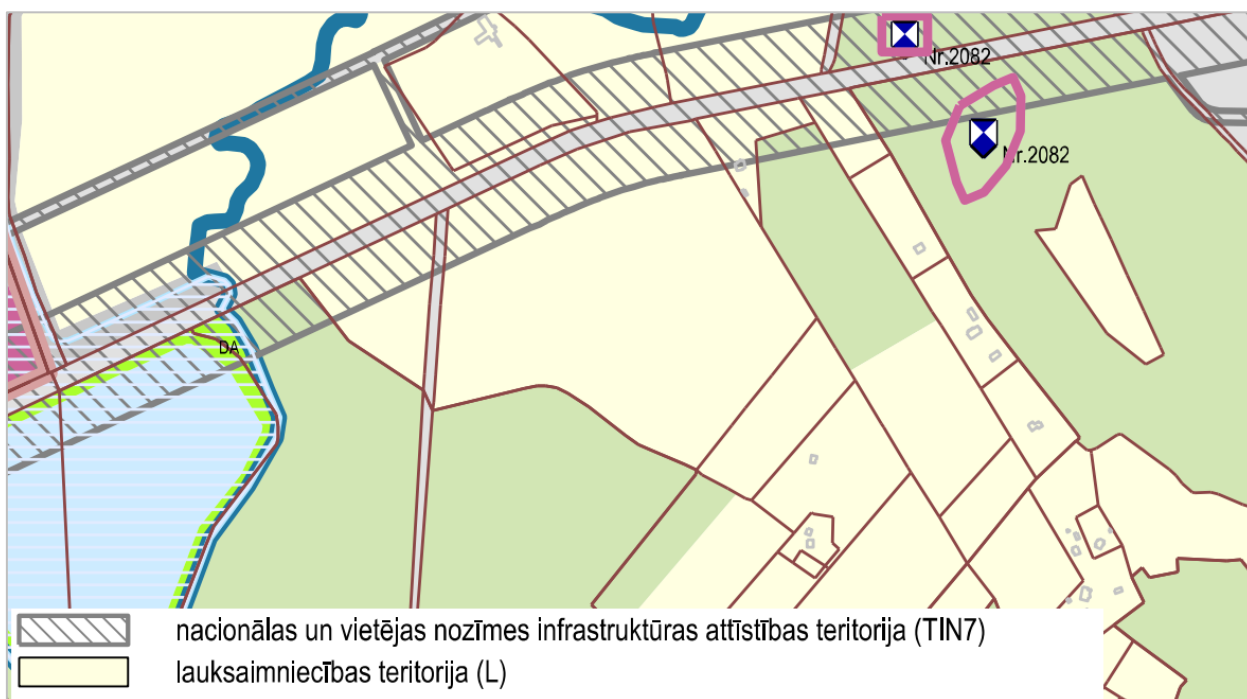 Nr.2082
Nr.2082
DA
nacionālas un vietējas nozīmes infrastruktūras attīstības teritorija (TIN7)
lauksaimniecības teritorija (L)